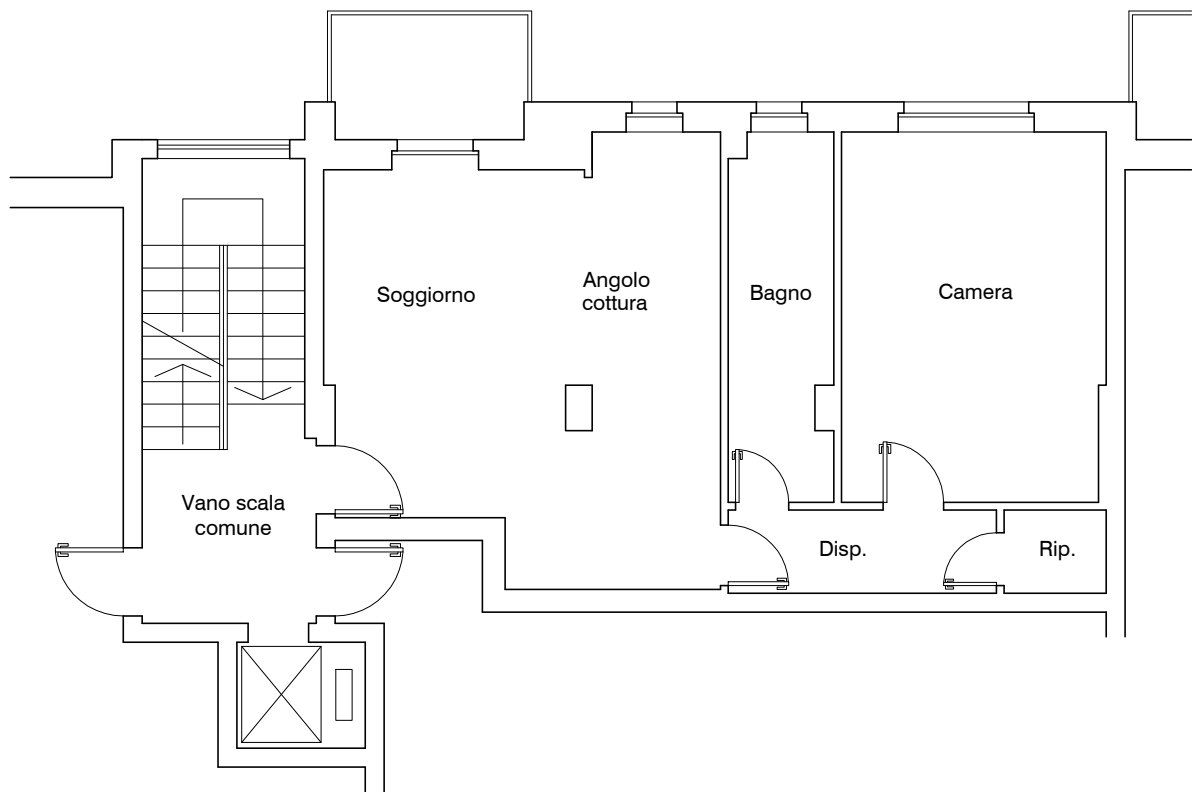 Soggiorno
Angolo
cottura
Bagno
Camera
Vano scala
comune
Disp.
Rip.